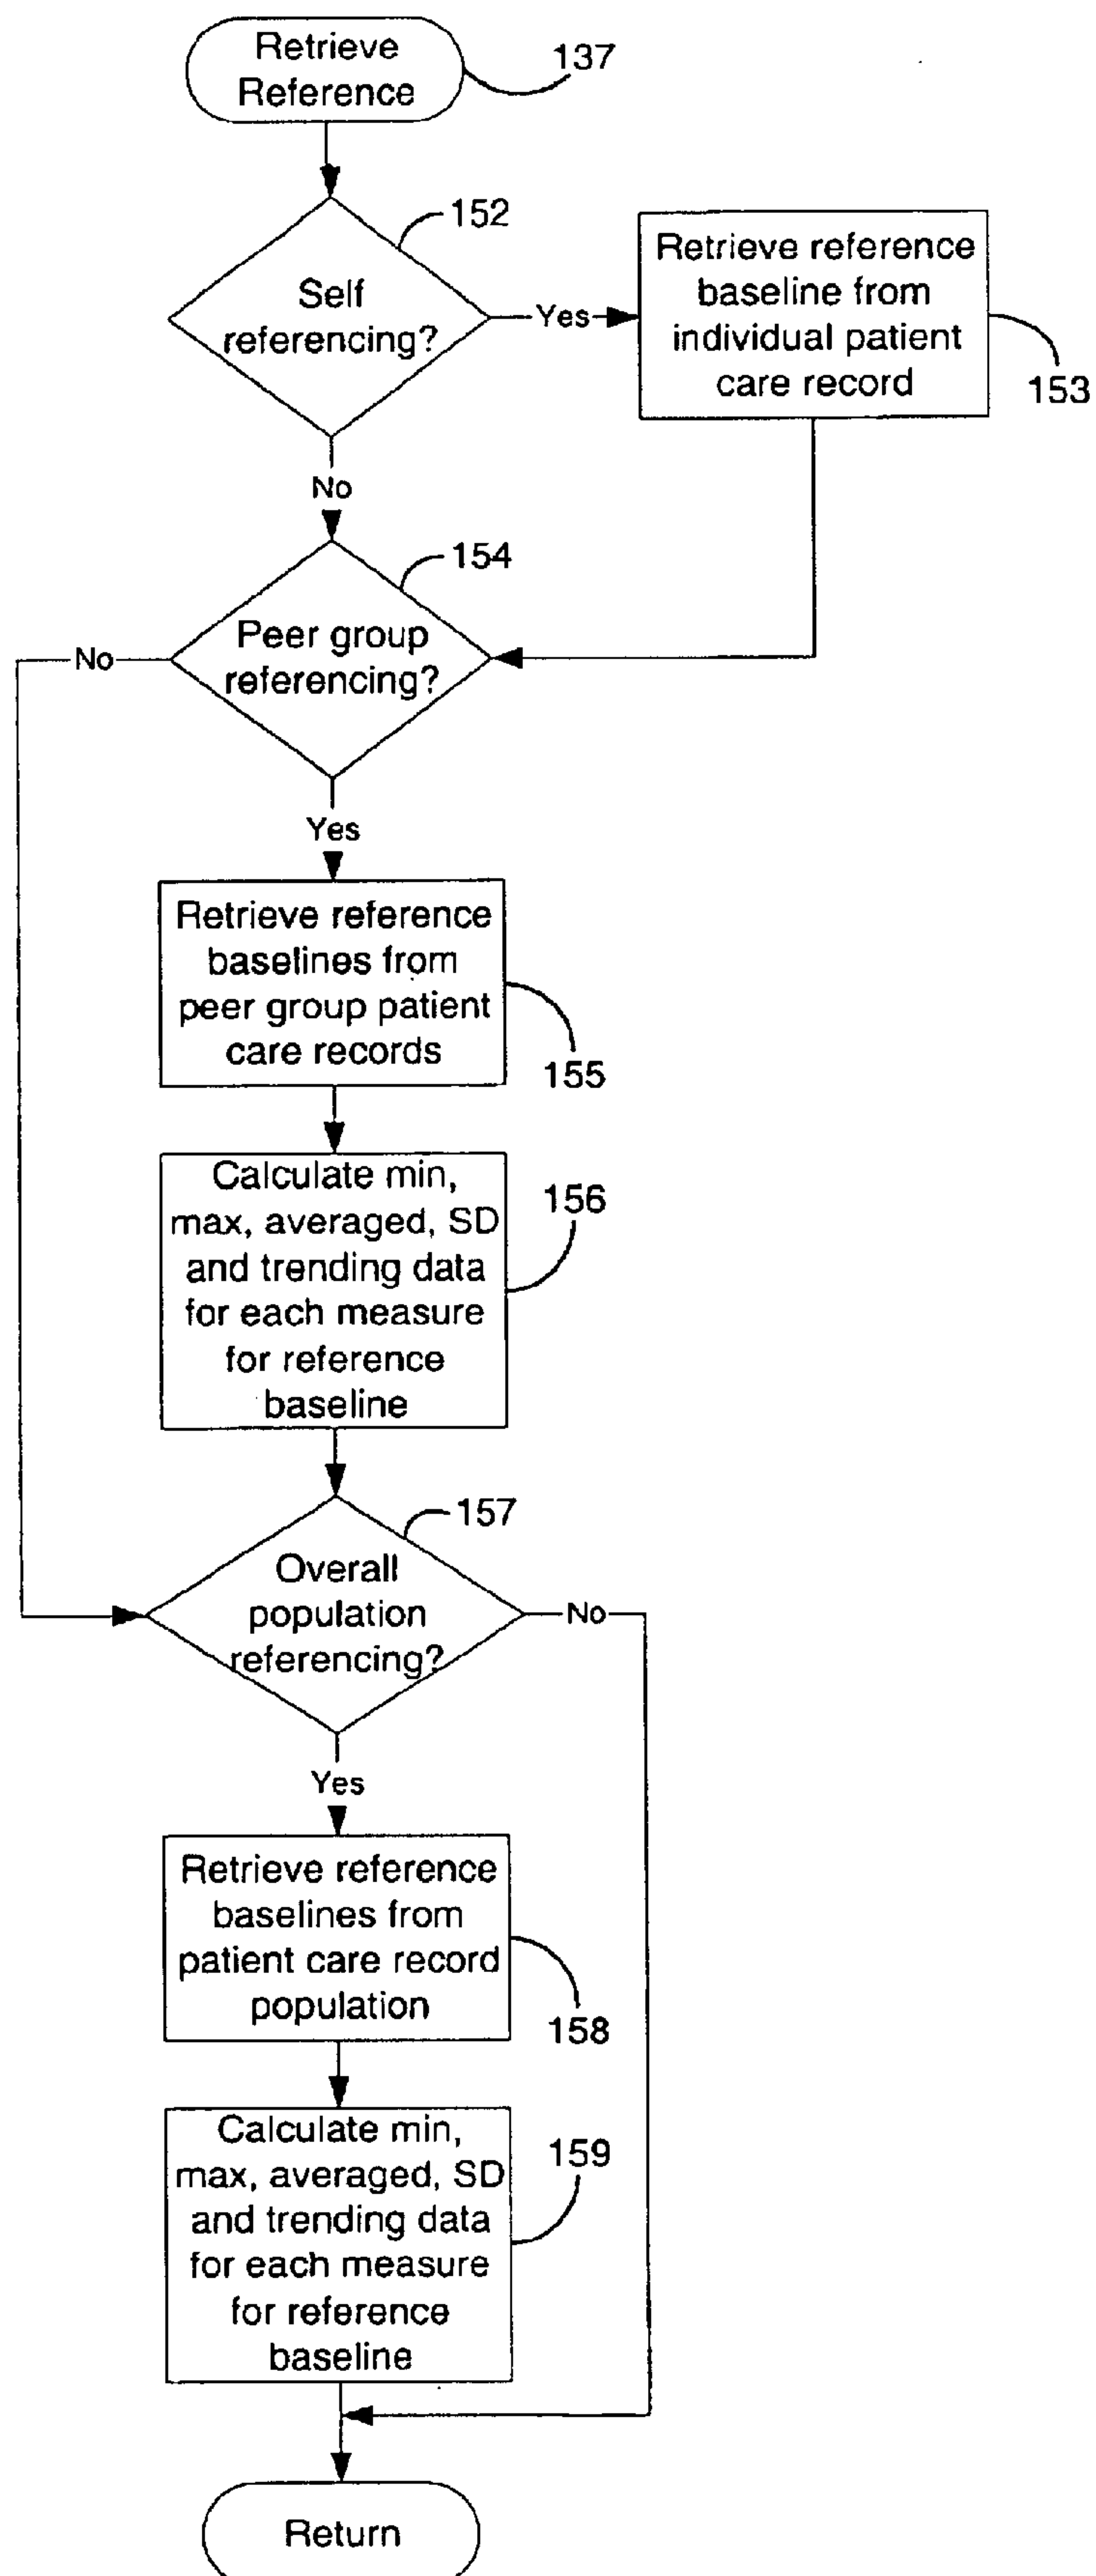 Retrieve
Reference
137
152
Self
referencing?
Yes
Retrieve reference
baseline from
individual patient
care record
153
No
154
Peer group
referencing?
No
Yes
Retrieve reference
baselines from
peer group patient
care records
155
Calculate min,
max, averaged, SD
and trending data
for each measure
for reference
baseline
156
157
Overall
population
referencing?
No
Yes
Retrieve reference
baselines from
patient care record
population
158
Calculate min,
max, averaged, SD
and trending data
for each measure
for reference
baseline
159
Return